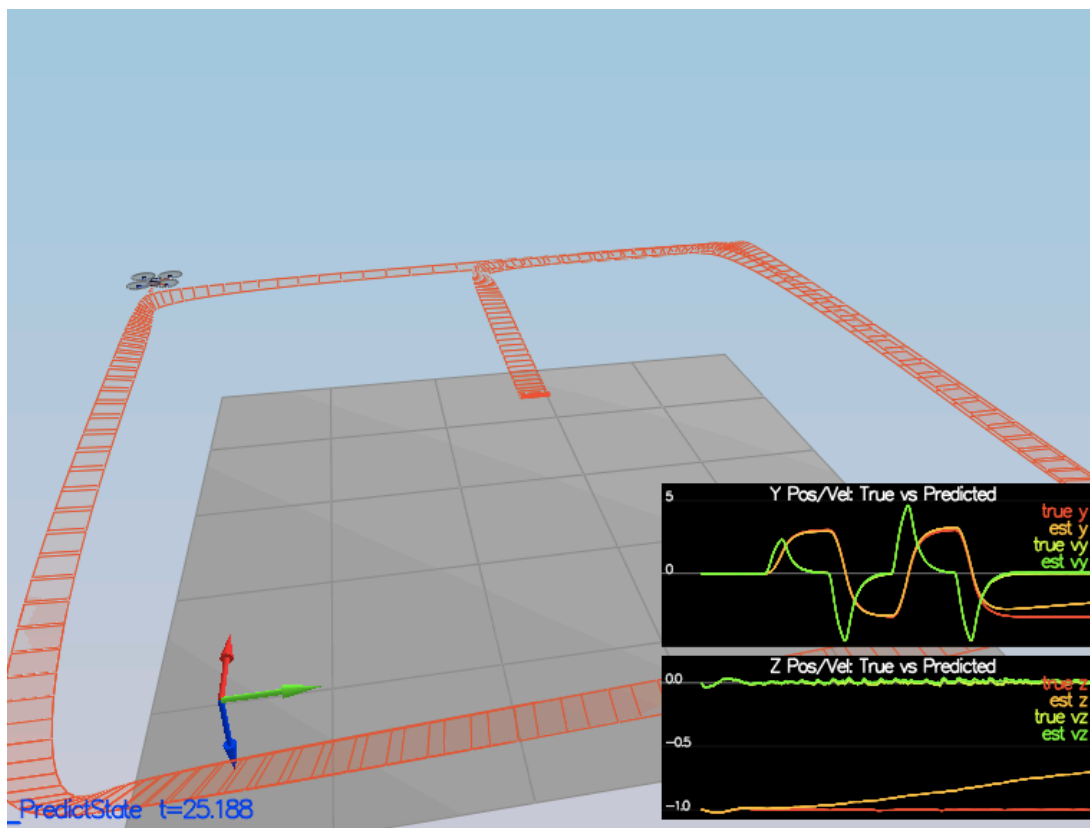 5
Y Pos/Vel: True vs Predicted
true y
est y
true vy
est vy
0
Z Pos/Vel: True vs Predicted
0.0
true z
est z
true vz
est vz
-0.5
-1.0
_PredictState t=25.188